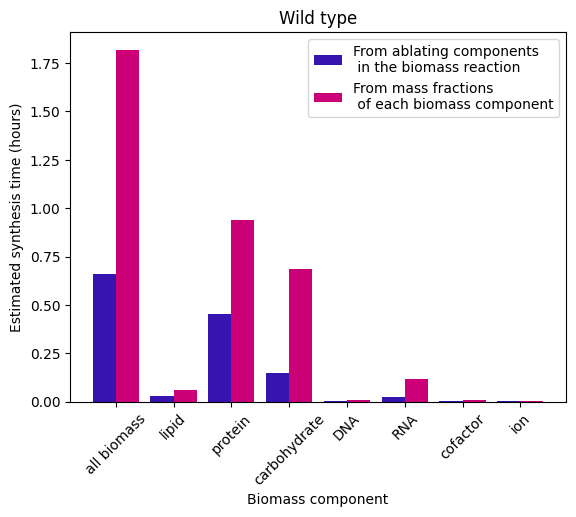 Wild type
From ablating components
in the biomass reaction
From mass fractions
of each biomass component
Estimated synthesis time (hours)
1.75
1.50
1.25
1.00
0.75
0.50
0.25
0.00
all biomass
lipid
protein
carbohydrate
DNA
RNA
cofactor
ion
Biomass component